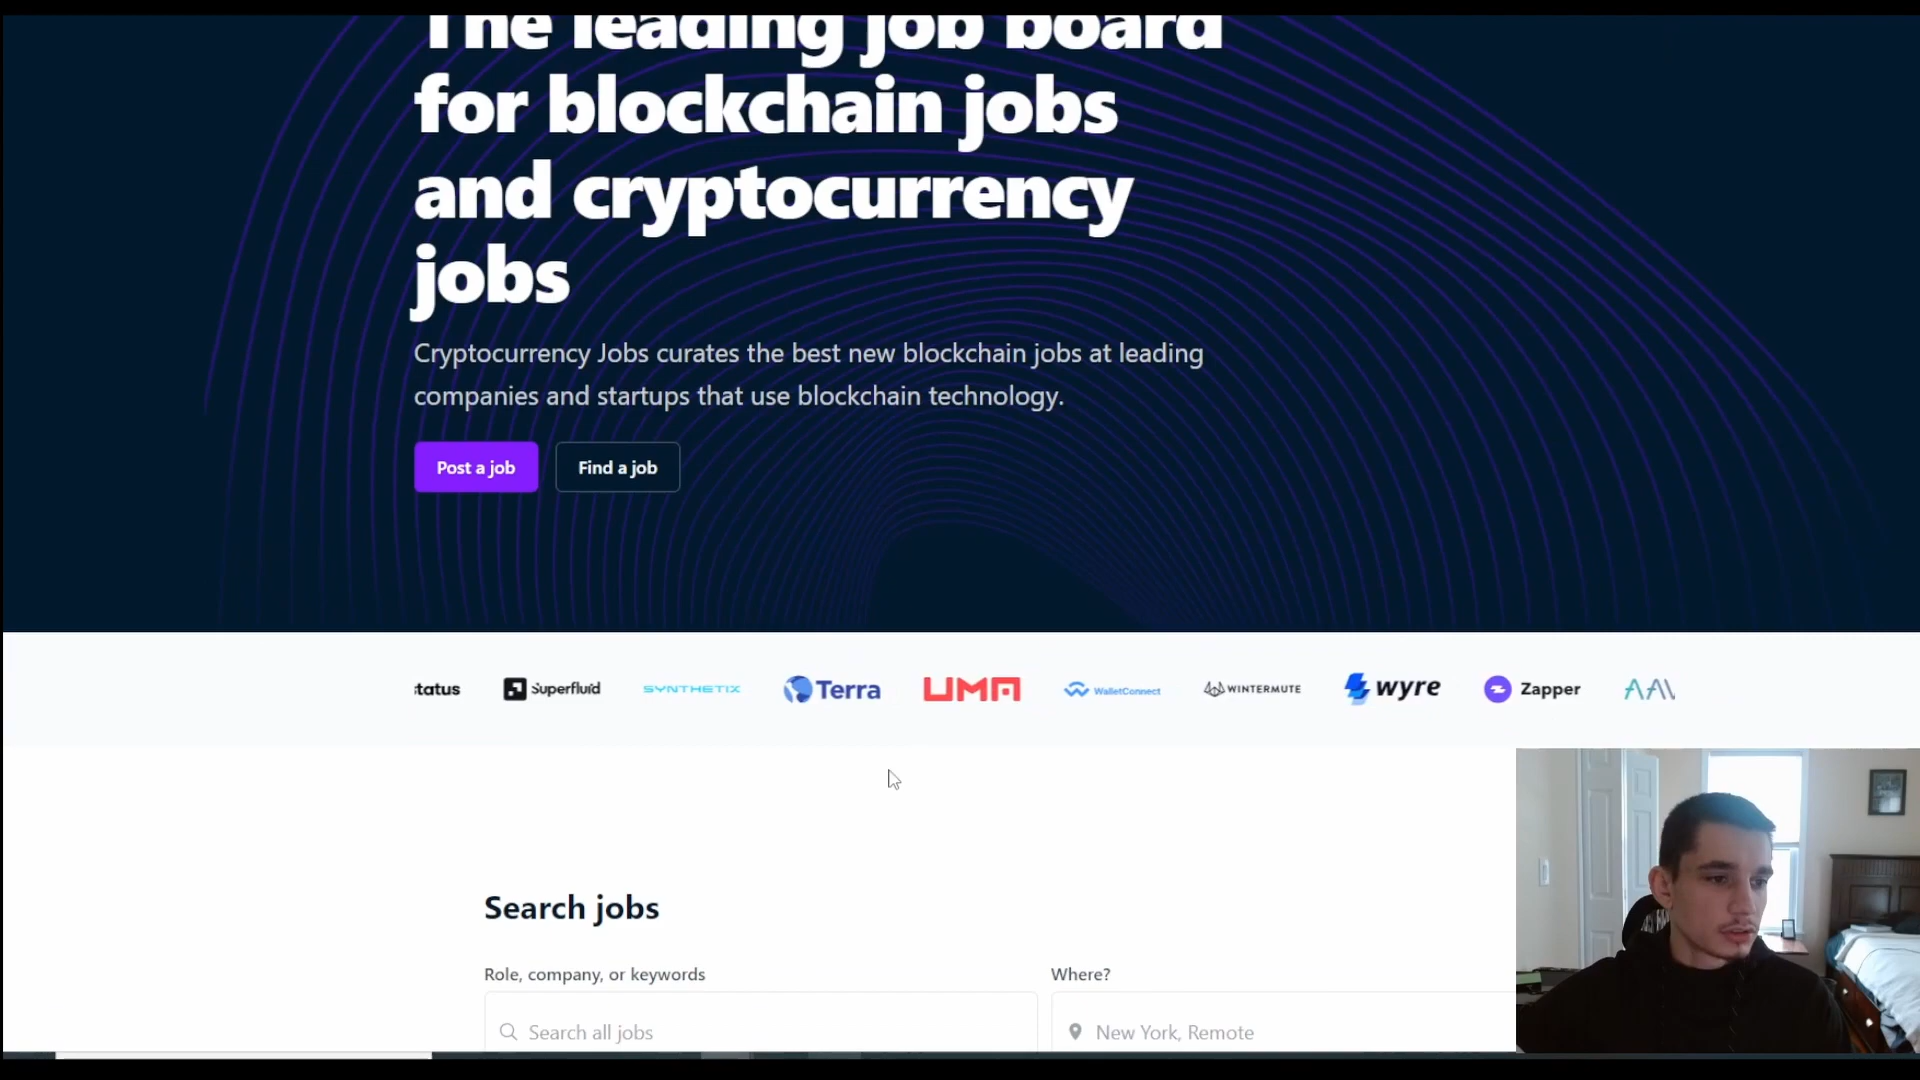 The leading job board
for blockchain jobs
and cryptocurrency
jobs
Cryptocurrency Jobs curates the best new blockchain jobs at leading
companies and startups that use blockchain technology.
Post a job
Find a job
tatus
Superfluid
SYNTHETIX
Terra
UMA
WalletConnect
WINTERMUTE
wyre
Zapper
Search jobs
Role, company, or keywords
Where?
Search all jobs
New York, Remote